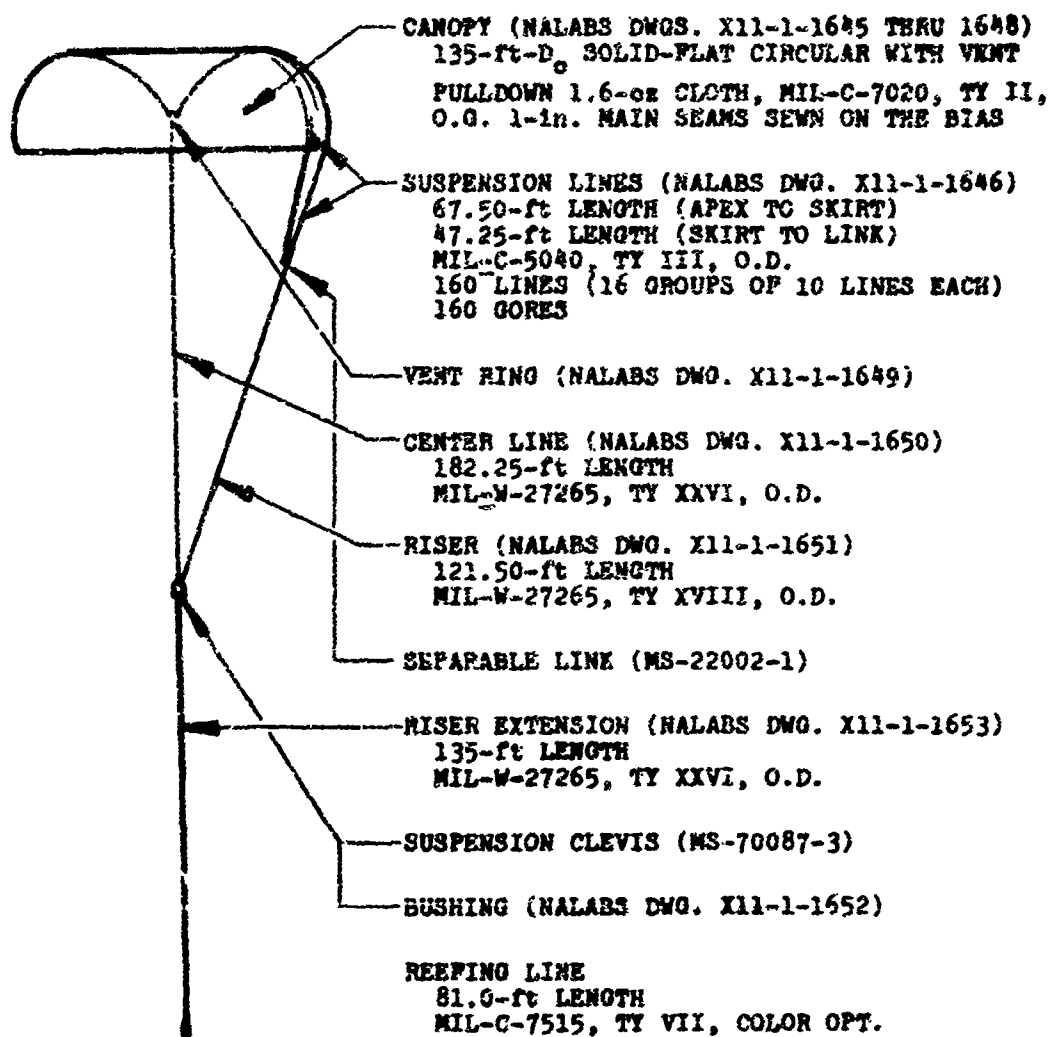 CANOPY (NALABS DWGS. X11-1-1645 THRU 1648)
135-ft-Do SOLID-FLAT CIRCULAR WITH VENT
PULLDOWN 1.6-oz CLOTH, MIL-C-7020, TY II,
O.G. 1-in. MAIN SEAMS SEWN ON THE BIAS
SUSPENSION LINES (NALABS DWG. X11-1-1646)
67.50-ft LENGTH (APEX TO SKIRT)
47.25-ft LENGTH (SKIRT TO LINK)
MIL-C-5040, TY III, O.D.
160 LINES (16 GROUPS OF 10 LINES EACH)
160 GORES
VENT RING (NALABS DWG. X11-1-1649)
CENTER LINE (NALABS DWG. X11-1-1650)
182.25-ft LENGTH
MIL-W-27265, TY XXVI, O.D.
RISER (NALABS DWG. X11-1-1651)
121.50-ft LENGTH
MIL-W-27265, TY XVIII, O.D.
SEPARABLE LINK (MS-22002-1)
RISER EXTENSION (NALABS DWG. X11-1-1653)
135-ft LENGTH
MIL-W-27265, TY XXVI, O.D.
SUSPENSION CLEVIS (MS-70087-3)
BUSHING (NALABS DWG. X11-1-1652)
REEFING LINE
81.0-ft LENGTH
MIL-C-7515, TY VII, COLOR OPT.